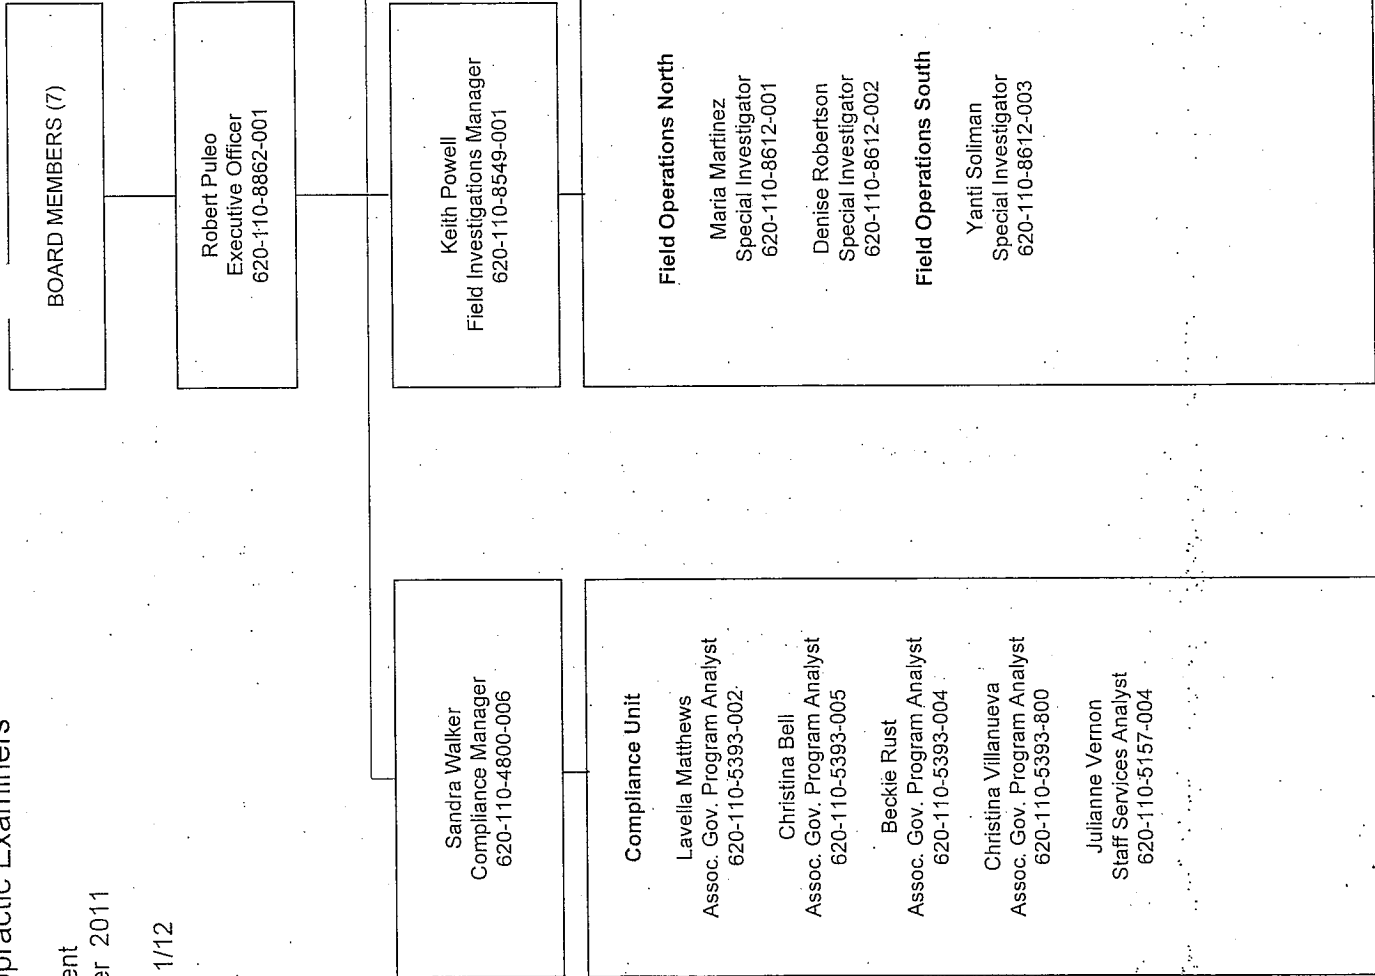 practic Examiners
ent
er 2011
1/12
BOARD MEMBERS (7)
Robert Puleo
Executive Officer
620-110-8862-001
Sandra Walker
Compliance Manager
620-110-4800-006
Keith Powell
Field Investigations Manager
620-110-8549-001
Compliance Unit
Lavella Matthews
Assoc. Gov. Program Analyst
620-110-5393-002
Christina Bell
Assoc. Gov. Program Analyst
620-110-5393-005
Beckie Rust
Assoc. Gov. Program Analyst
620-110-5393-004
Christina Villanueva
Assoc. Gov. Program Analyst
620-110-5393-800
Julianne Vernon
Staff Services Analyst
620-110-5157-004
Field Operations North
Maria Martinez
Special Investigator
620-110-8612-001
Denise Robertson
Special Investigator
620-110-8612-002
Field Operations South
Yanti Soliman
Special Investigator
620-110-8612-003